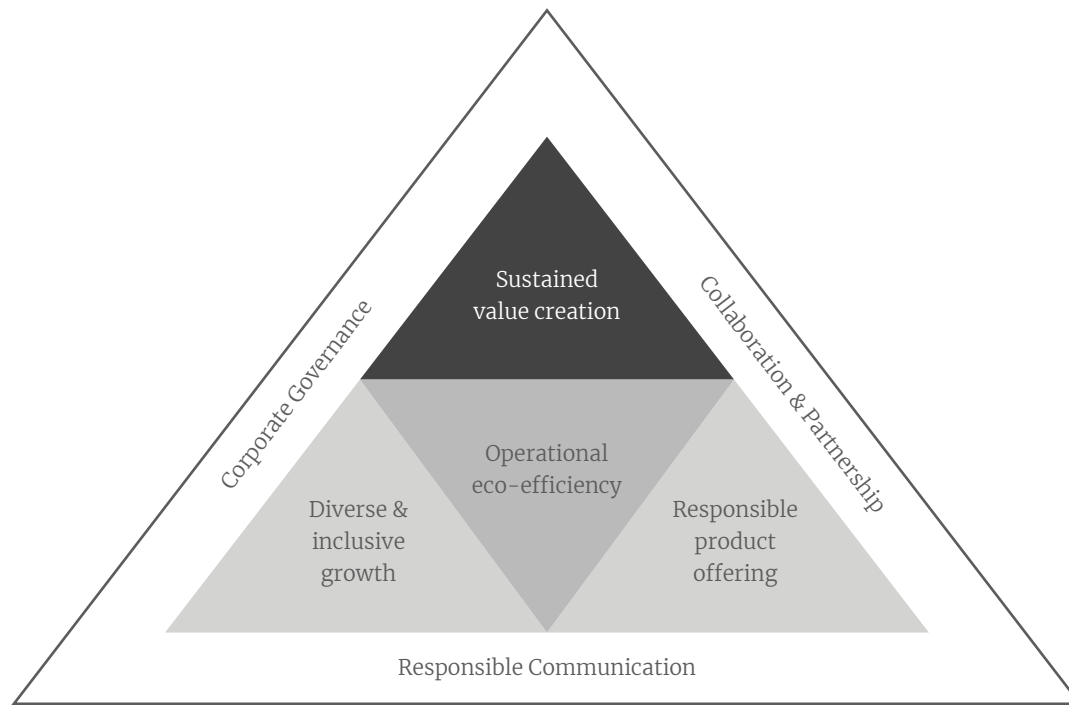 Sustained
value creation
Corporate Governance
Collaboration & Partnership
Operational
eco-efficiency
Diverse &
inclusive
growth
Responsible
product
offering
Responsible Communication